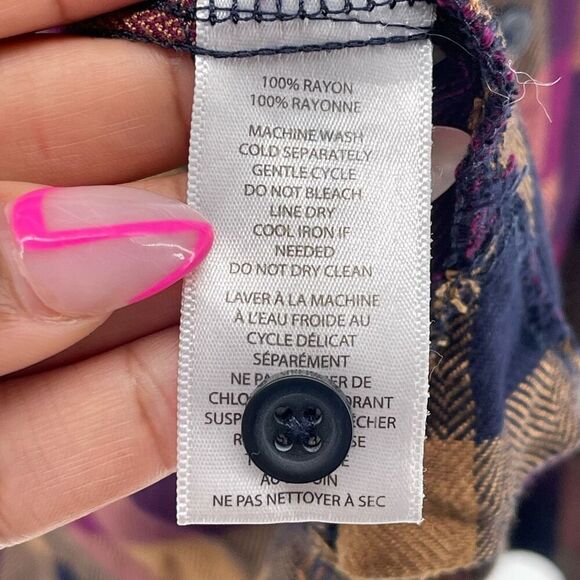 100% RAYON
100% RAYONNE
MACHINE WASH
COLD SEPARATELY
GENTLE CYCLE
DO NOT BLEACH
LINE DRY
COOL IRON IF
NEEDED
DO NOT DRY CLEAN
LAVER À LA MACHINE
À L'EAU FROIDE AU
CYCLE DÉLICAT
SÉPARÉMENT
NE DE
AU
NE PAS NETTOYER À SEC